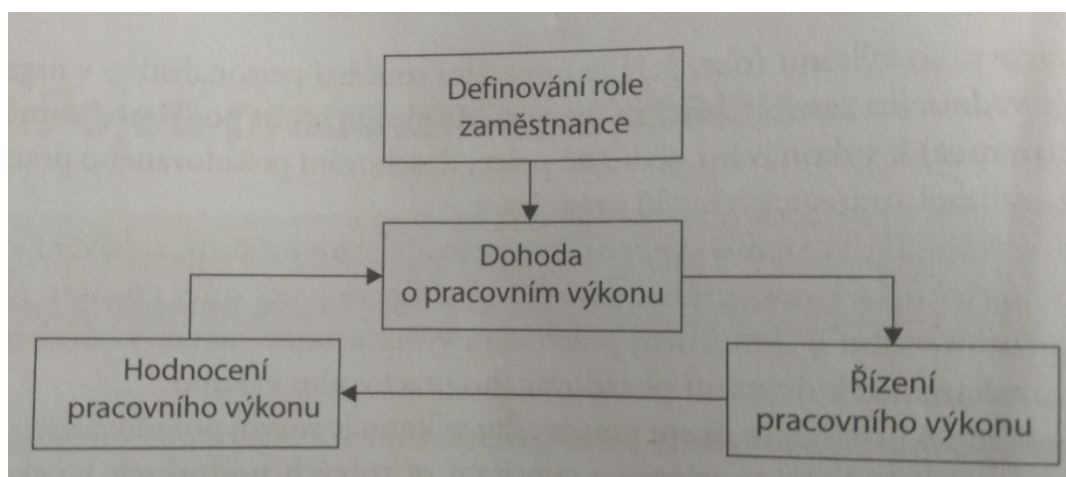 Definování role
zaměstnance
Dohoda
o pracovním výkonu
Hodnocení
pracovního výkonu
Řízení
pracovního výkonu